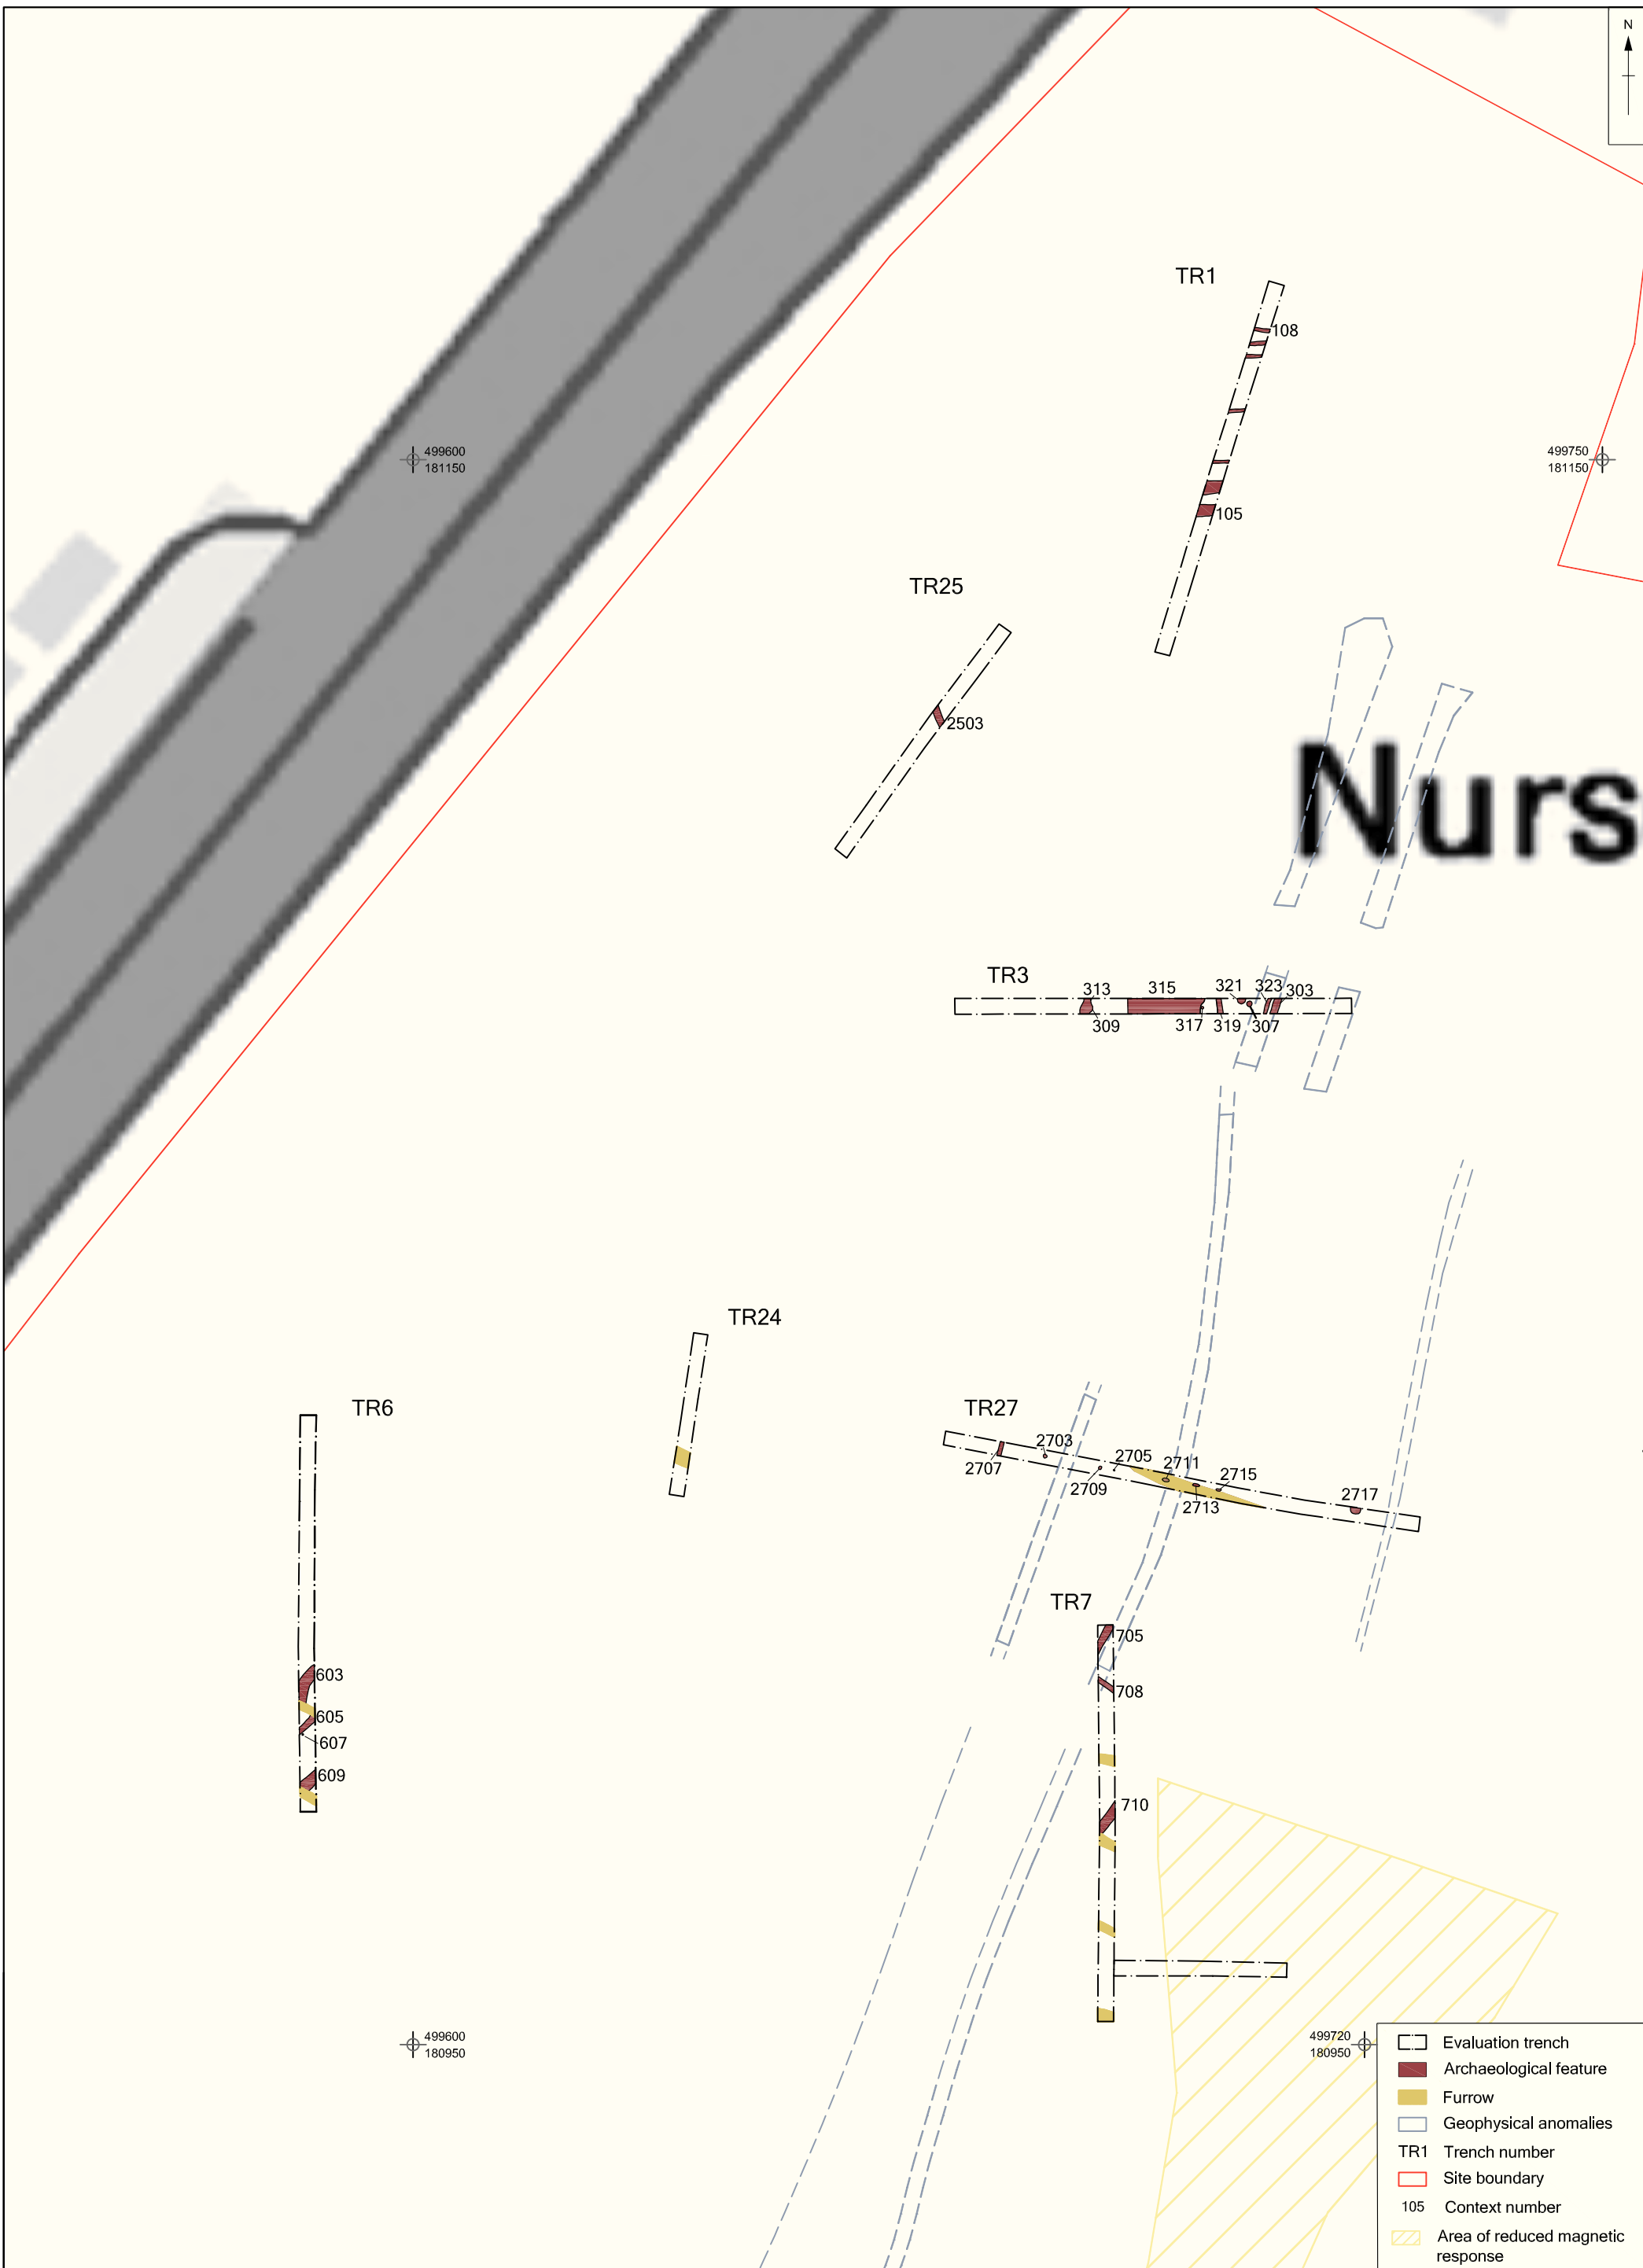 N
TR1
108
499600
181150
499750
181150
105
TR25
2503
Nurs
TR3
313
315
321
323
303
309
317
319
307
TR24
TR6
TR27
2703
2705
2711
2707
2709
2715
2713
2717
TR7
705
603
708
605
607
609
710
499600
180950
499720
180950
Evaluation trench
Archaeological feature
Furrow
Geophysical anomalies
TR1 Trench number
Site boundary
105 Context number
Area of reduced magnetic
response